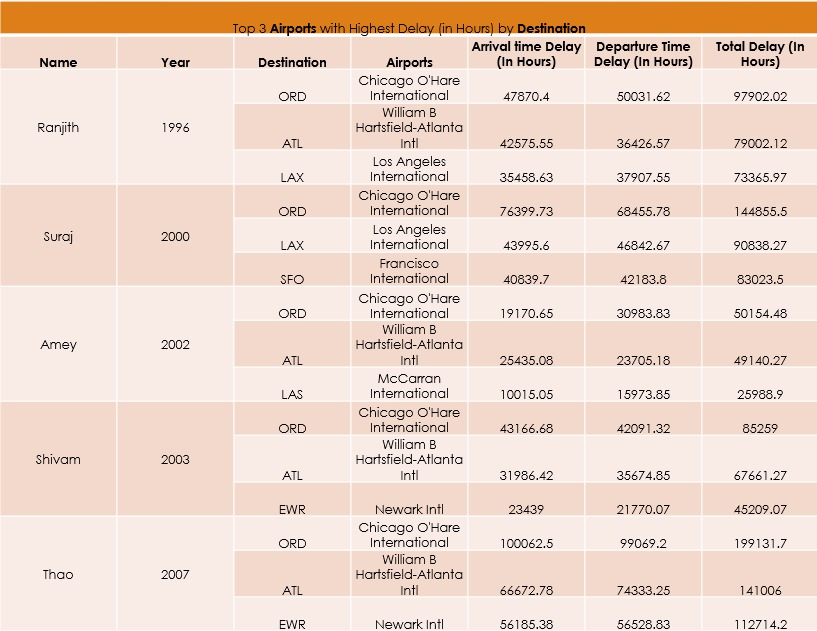 Top 3 Airports with Highest Delay (in Hours) by Destination
Name Year Destination Airports Arrival time Delay (In Hours) Departure Time Delay (In Hours) Total Delay (In Hours)
Ranjith 1996 ORD Chicago O'Hare International 47870.4 50031.62 97902.02
ATL William B Hartsfield-Atlanta Intl 42575.55 36426.57 79002.12
LAX Los Angeles International 35458.63 37907.55 73365.97
Suraj 2000 ORD Chicago O'Hare International 76399.73 68455.78 144855.5
LAX Los Angeles International 43995.6 46842.67 90838.27
SFO Francisco International 40839.7 42183.8 83023.5
Amey 2002 ORD Chicago O'Hare International 19170.65 30983.83 50154.48
ATL William B Hartsfield-Atlanta Intl 25435.08 23705.18 49140.27
LAS McCarran International 10015.05 15973.85 25988.9
Shivam 2003 ORD Chicago O'Hare International 43166.68 42091.32 85259
ATL William B Hartsfield-Atlanta Intl 31986.42 35674.85 67661.27
EWR Newark Intl 23439 21770.07 45209.07
Thao 2007 ORD Chicago O'Hare International 100062.5 99069.2 199131.7
ATL William B Hartsfield-Atlanta Intl 66672.78 74333.25 141006
EWR Newark Intl 56185.38 56528.83 112714.2